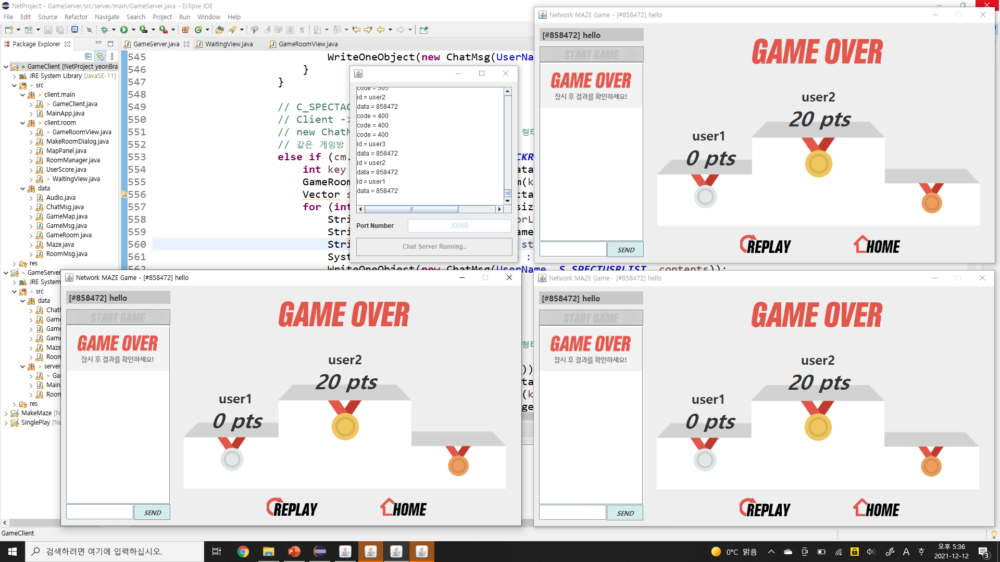 NetProject - GameServer/src/server/main/GameServer.java - Eclipse IDE
File Edit Source Refactor Navigate Search Project Run Window Help
Package Explorer
GameServer.java
WaitingView.java
GameRoomView.java
> GameClient [NetProject yeonBra
JRE System Library [JavaSE-11]
> src
> client.main
> GameClient.java
MainApp.java
> client.room
> GameRoomView.java
MakeRoomDialog.java
MapPanel.java
RoomManager.java
UserScore.java
> WaitingView.java
data
Audio.java
ChatMsg.java
GameMap.java
GameMsg.java
GameRoom.java
Maze.java
RoomMsg.java
res
> GameServer
JRE System
> src
data
Chat
Game
Game
Game
Maze
Room
> server
> Ga
Main
Room
res
MakeMaze [N
SinglePlay [Ne
545 WriteOneObject(new ChatMsg(UserNa
546 }
547 }
548
549 // C_SPECTAC
550 // Client ->
551 // new ChatM 형태
552 // 같은 게임방
553 else if (cm. CKR
554 int key ata
555 GameRoom m(k
556 Vector s cta
557 for (int siz
558 Stri orL
559 Stri ame
560 Stri st
561 Syst :
562 WriteOneObject(new ChatMsg(UserName, S_SPECTUSRLIST, contents));
형태
))
ta
(k
ge
code = 305
id = user2
data = 858472
code = 400
code = 400
code = 400
id = user3
data = 858472
id = user2
data = 858472
id = user1
data = 858472
Port Number
30000
Chat Server Running..
Network MAZE Game - [#858472] hello
[#858472] hello
START GAME
GAME OVER
잠시 후 결과를 확인하세요!
SEND
GAME OVER
user2
20 pts
user1
0 pts
REPLAY
HOME
Network MAZE Game - [#858472] hello
[#858472] hello
START GAME
GAME OVER
잠시 후 결과를 확인하세요!
SEND
GAME OVER
user2
20 pts
user1
0 pts
REPLAY
HOME
Network MAZE Game - [#858472] hello
[#858472] hello
START GAME
GAME OVER
잠시 후 결과를 확인하세요!
SEND
GAME OVER
user2
20 pts
user1
0 pts
REPLAY
HOME
GameClient
검색하려면 여기에 입력하십시오.
0°C 맑음
A
오후 5:36
2021-12-12
3